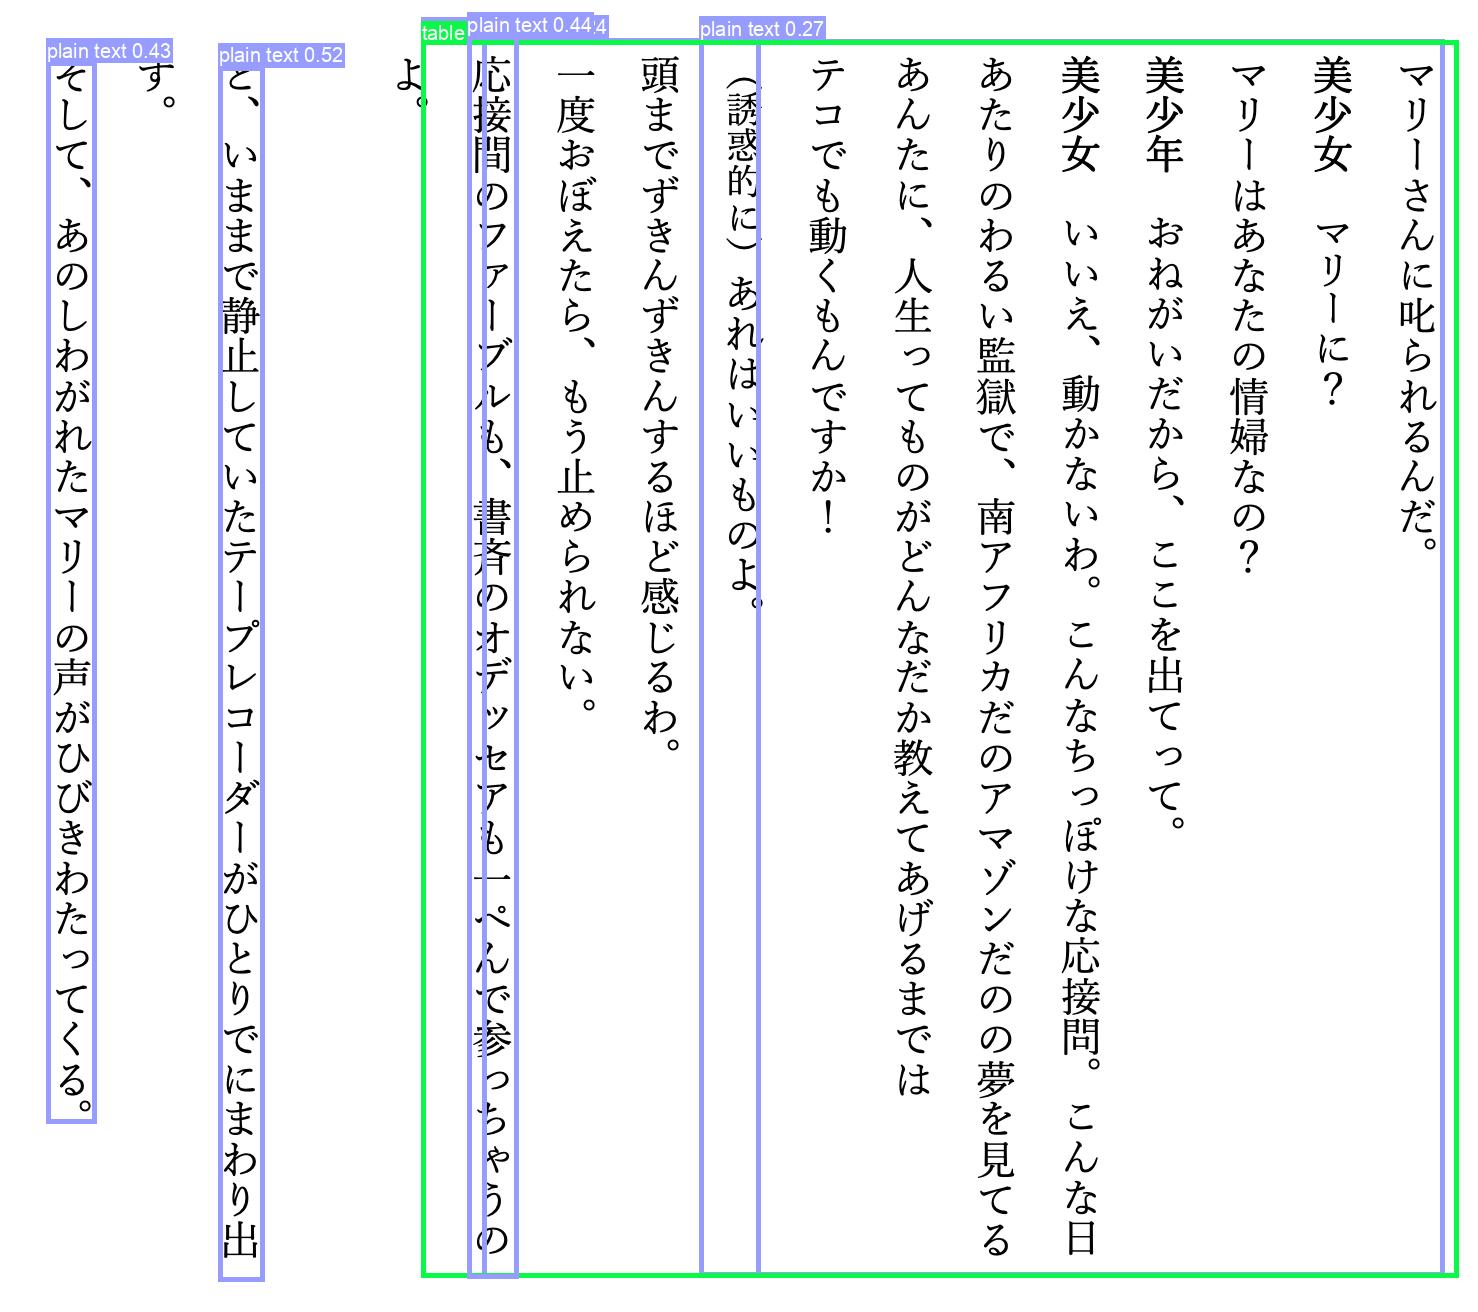 マリーさんに叱られるんだ。
美少女　マリーに？
マリーはあなたの情婦なの？
美少年　おねがいだから、ここを出てって。
美少女　いいえ、動かないわ。こんなちっぽけな応接問。こんな日
あたりのわるい監獄で、南アフリカだのアマゾンだのの夢を見てる
あんたに、人生ってものがどんなだか教えてあげるまでは
テコでも動くもんですか！
（誘惑的に）あれはいいものよ。
頭までずきんずきんするほど感じるわ。
一度おぼえたら、もう止められない。
応接間のファーブルも、書斉のオデッセアも一ぺんで参っちゃうの
よ。
と、いままで静止していたテープレコーダーがひとりでにまわり出
す。
そして、あのしわがれたマリーの声がひびきわたってくる。
plain text 0.43
plain text 0.52
table
plain text 0.44
4
plain text 0.27